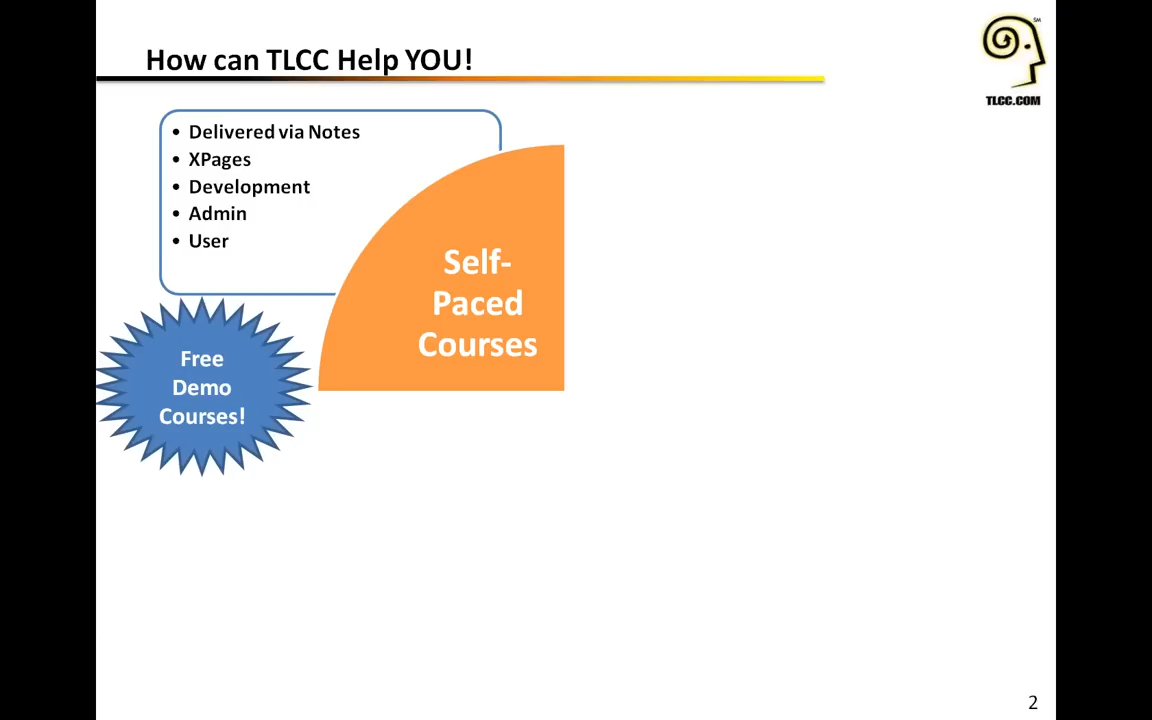 How can TLCC Help YOU!
SM
TLCC.COM
• Delivered via Notes
• XPages
• Development
• Admin
• User
Self-
Paced
Courses
Free
Demo
Courses!
2